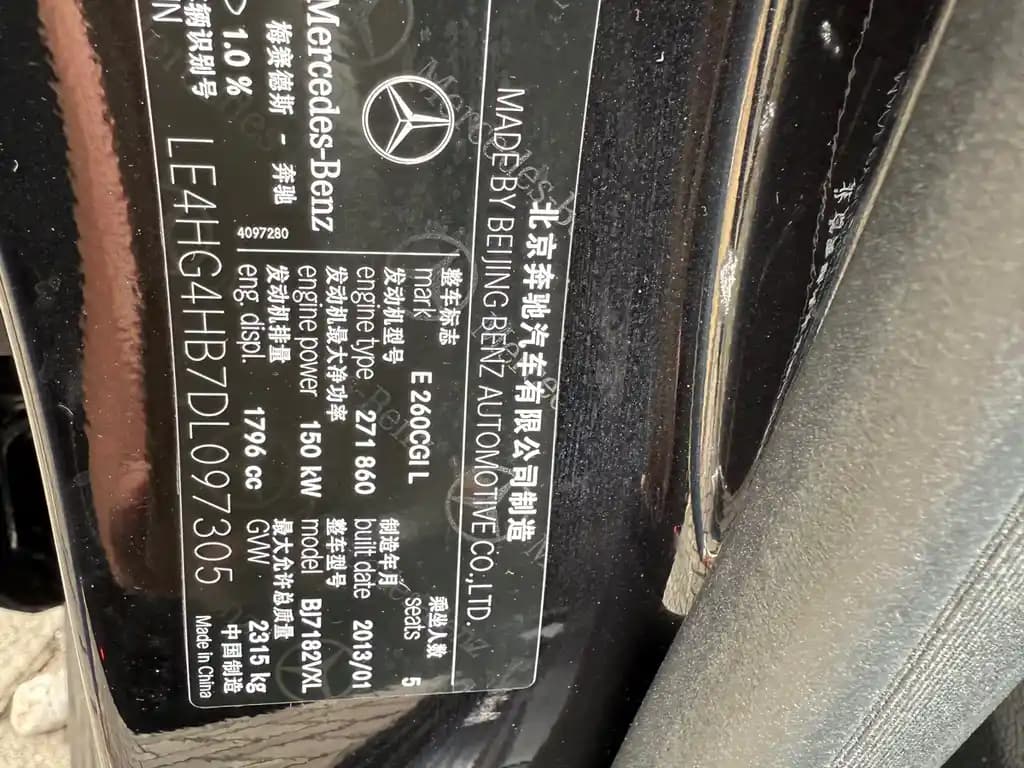 北京奔驰汽车有限公司制造
MADE BY BEIJING BENZ AUTOMOTIVE CO.,LTD.
Mercedes-Benz
梅赛德斯 - 奔驰
1.0 %
4097280
整车标志
mark E 260CGI L
乘坐人数
seats 5
发动机型号
engine type 271 860
制造年月
built date 2013/01
发动机最大净功率
engine power 150 kW
整车型号
model BJ7182VXL
发动机排量
eng. displ. 1796 cc
最大允许总质量
GVW 2315 kg
辆识别号
IN LE4HG4HB7DL097305
中国制造
Made in China